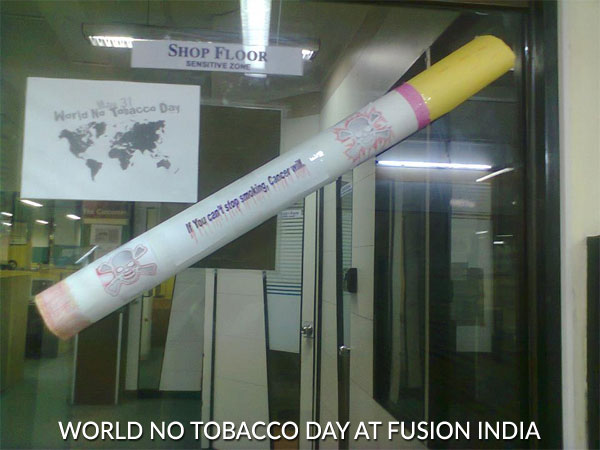 SHOP FLOOR
SENSITIVE ZONE
May 31
World No Tobacco Day
If You can't stop smoking, Cancer will.
WORLD NO TOBACCO DAY AT FUSION INDIA